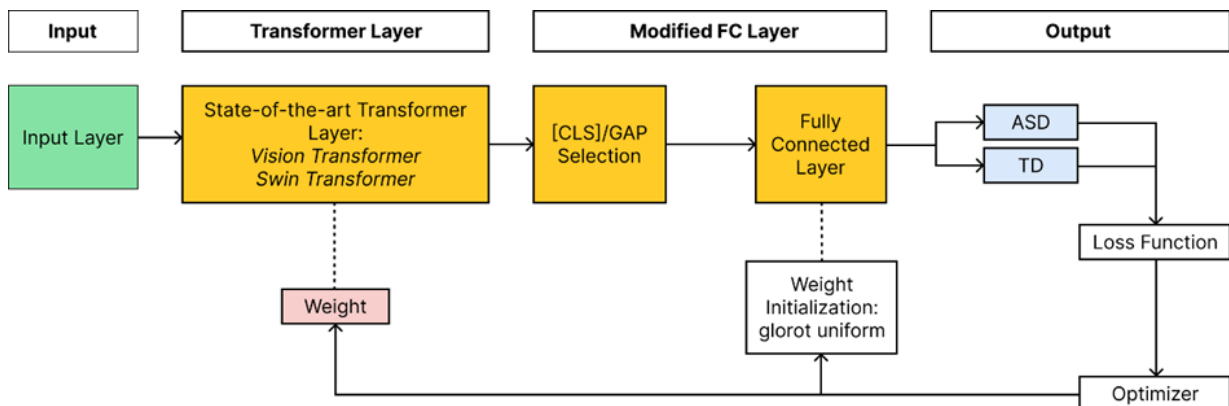 Input
Transformer Layer
Modified FC Layer
Output
Input Layer
State-of-the-art Transformer
Layer:
Vision Transformer
Swin Transformer
[CLS]/GAP
Selection
Fully
Connected
Layer
ASD
TD
Loss Function
Weight
Weight
Initialization:
glorot uniform
Optimizer